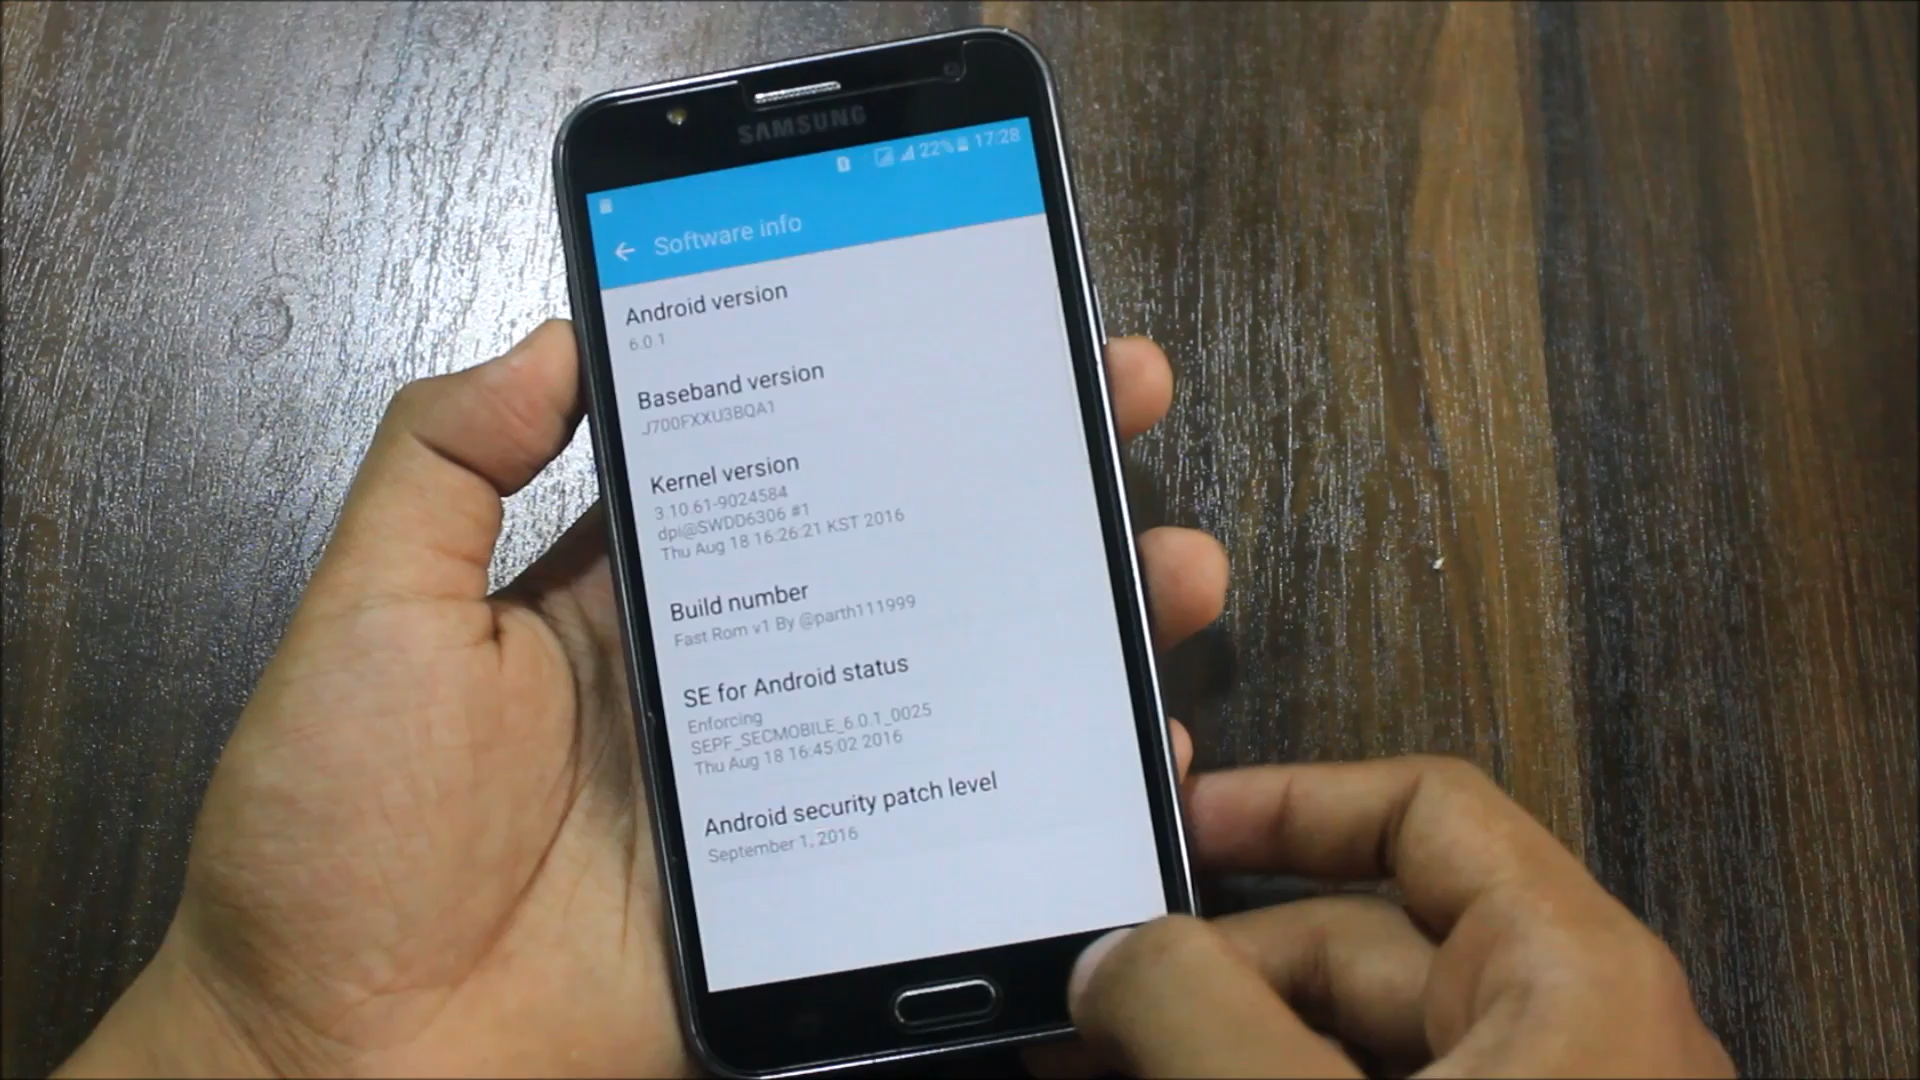 SAMSUNG
22% 17:28
Software info
Android version
6.0.1
Baseband version
J700FXXU3BQA1
Kernel version
3.10.61-9024584
dpi@SWDD6306 #1
Thu Aug 18 16:26:21 KST 2016
Build number
Fast Rom v1 By @parth111999
SE for Android status
Enforcing
SEPF_SECMOBILE_6.0.1_0025
Thu Aug 18 16:45:02 2016
Android security patch level
September 1, 2016